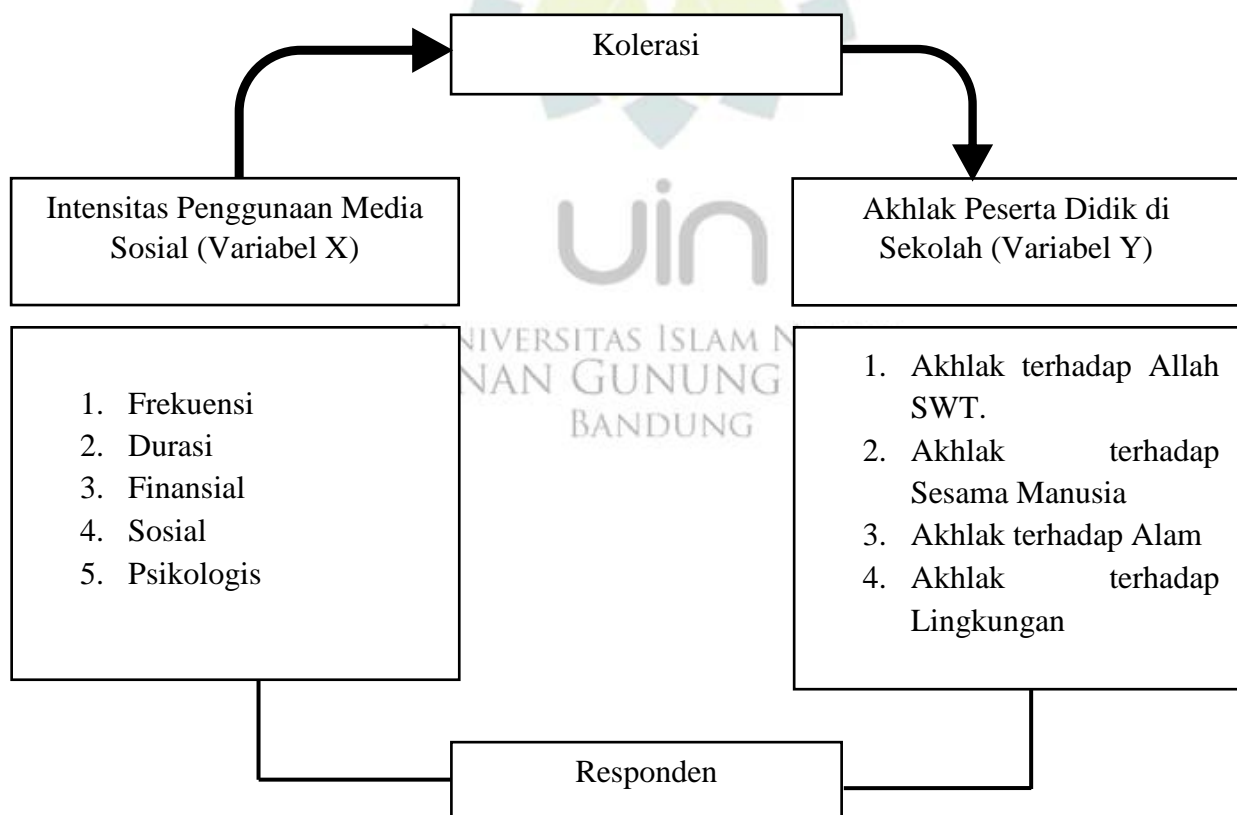 Kolerasi
Intensitas Penggunaan Media
Sosial (Variabel X)
Akhlak Peserta Didik di
Sekolah (Variabel Y)
uin
NIVERSITAS ISLAM N
NAN GUNUNG
BANDUNG
1. Frekuensi
2. Durasi
3. Finansial
4. Sosial
5. Psikologis
1. Akhlak terhadap Allah
SWT.
2. Akhlak terhadap
Sesama Manusia
3. Akhlak terhadap Alam
4. Akhlak terhadap
Lingkungan
Responden